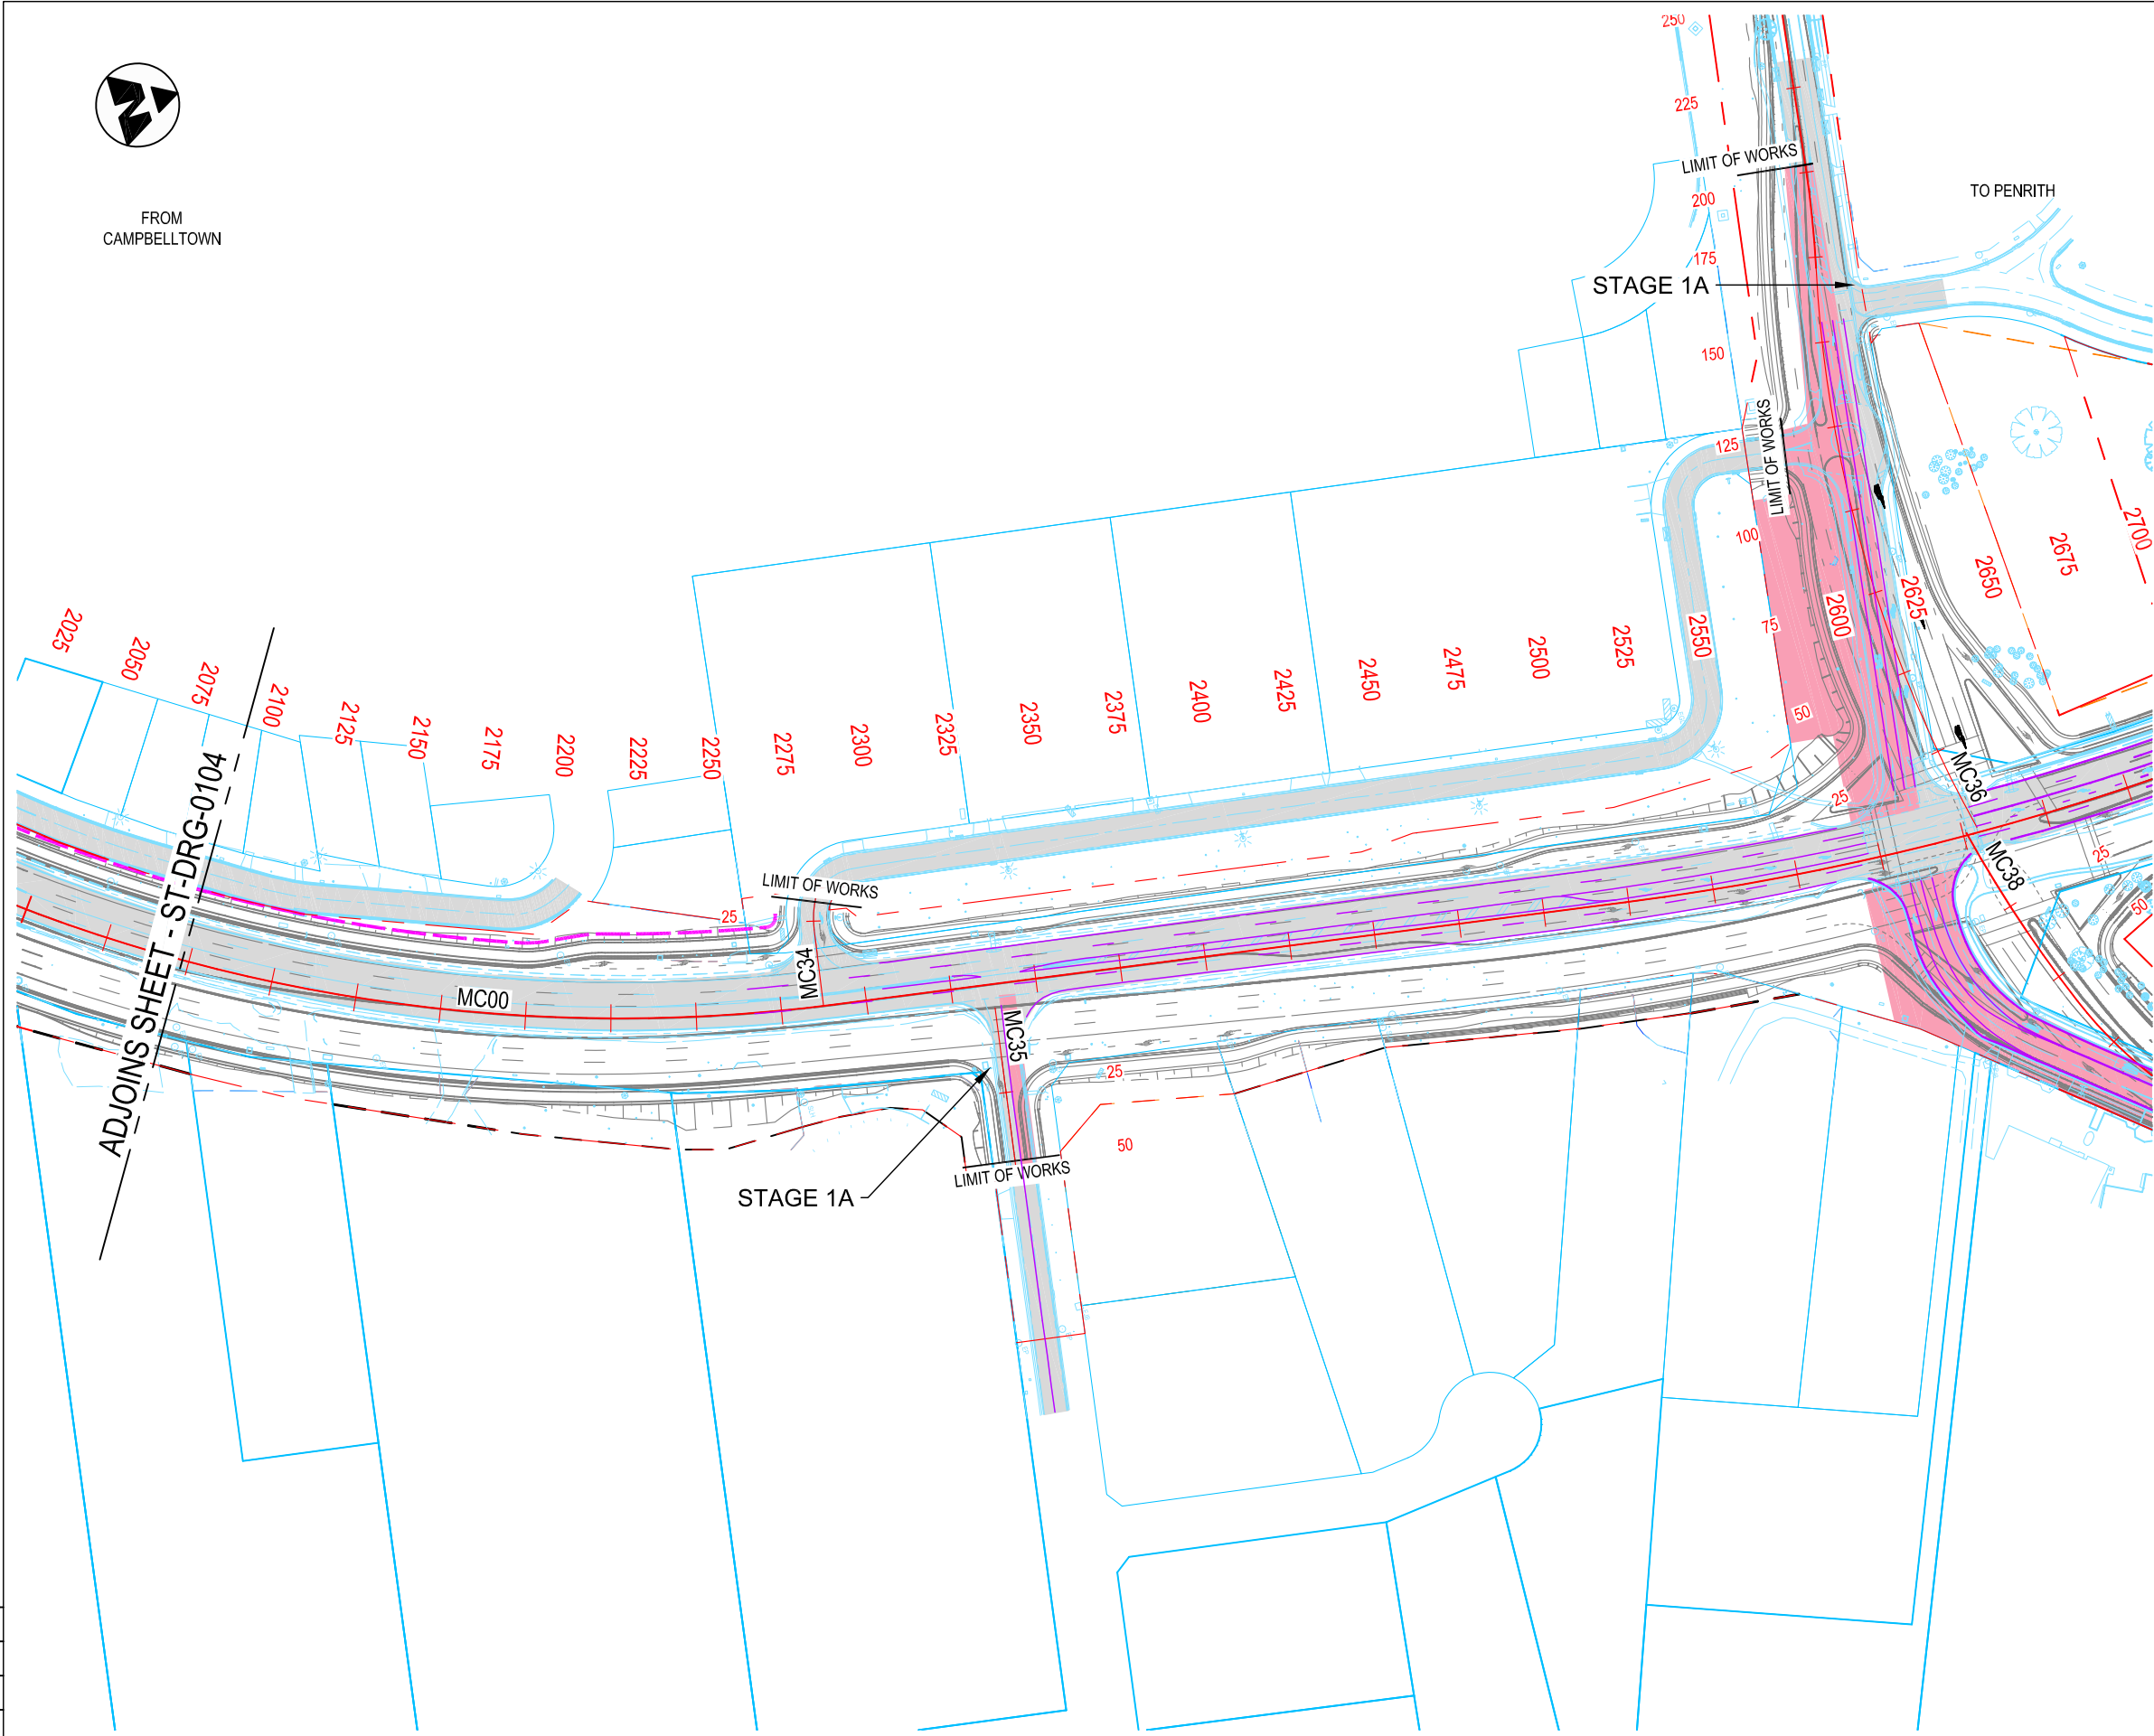 250
225
LIMIT OF WORKS
TO PENRITH
200
FROM
CAMPBELLTOWN
175
STAGE 1A
150
LIMIT OF WORKS
125
100
75
50
25
2025
2050
2075
2100
2125
2150
2175
2200
2225
2250
2275
2300
2325
2350
2375
2400
2425
2450
2475
2500
2525
2550
2600
2625
2650
2675
2700
ADJOINS SHEET - ST-DRG-0104
LIMIT OF WORKS
25
MC34
MC00
MC35
MC36
MC38
25
50
25
50
STAGE 1A
LIMIT OF WORKS